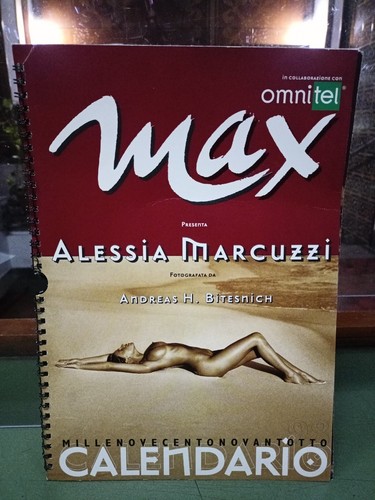 in collaborazione con
omnitel®
max
Presenta
Alessia Marcuzzi
Fotografata da
Andreas H. Bitesnich
MILLENOVECENTONOVANTOTTO
CALENDARIO